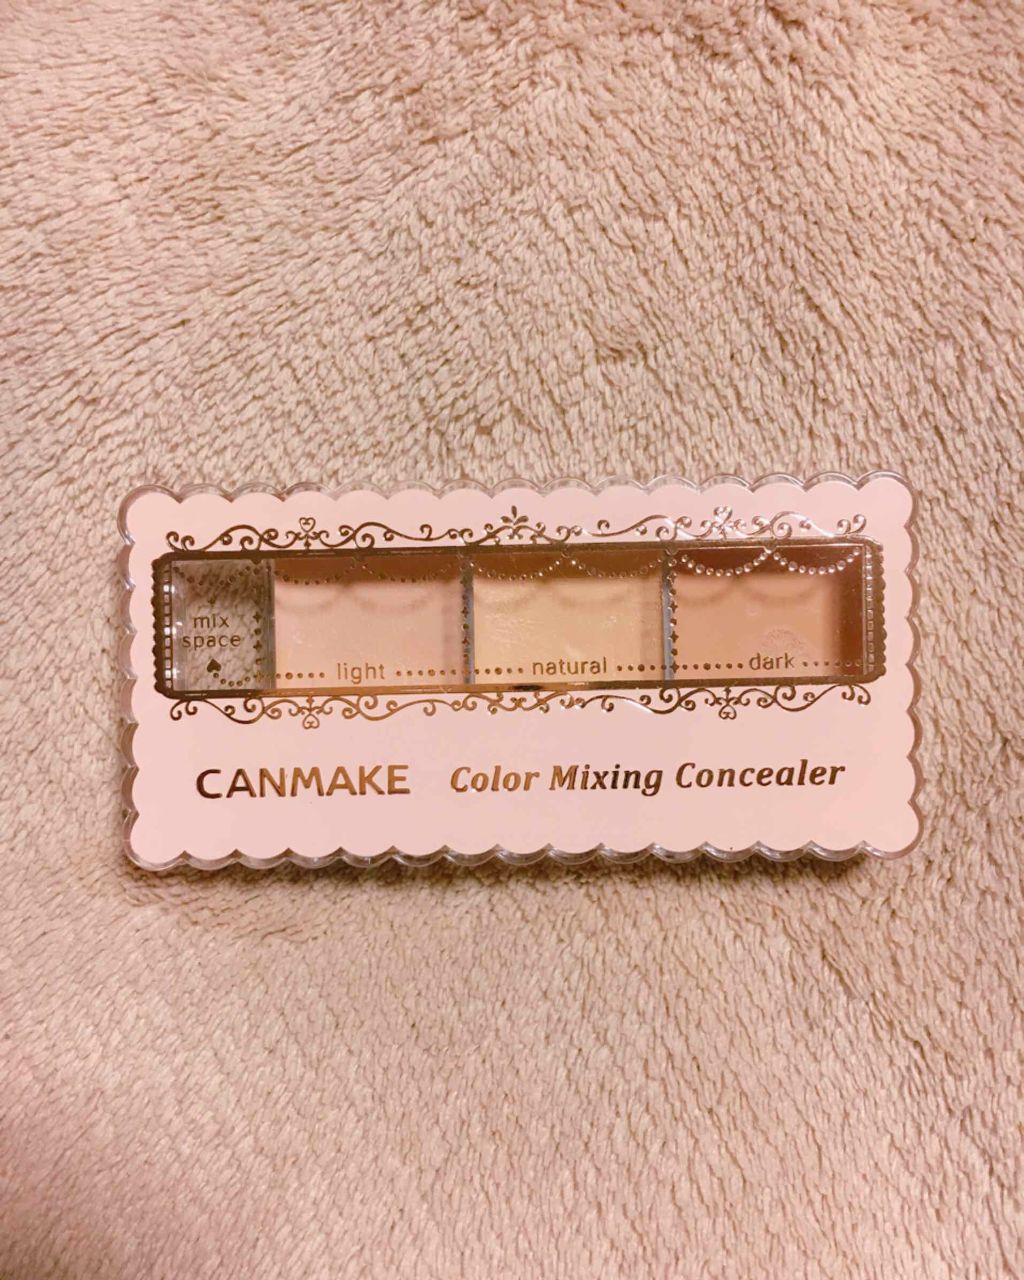 mix
space
light
natural
dark
CANMAKE Color Mixing Concealer